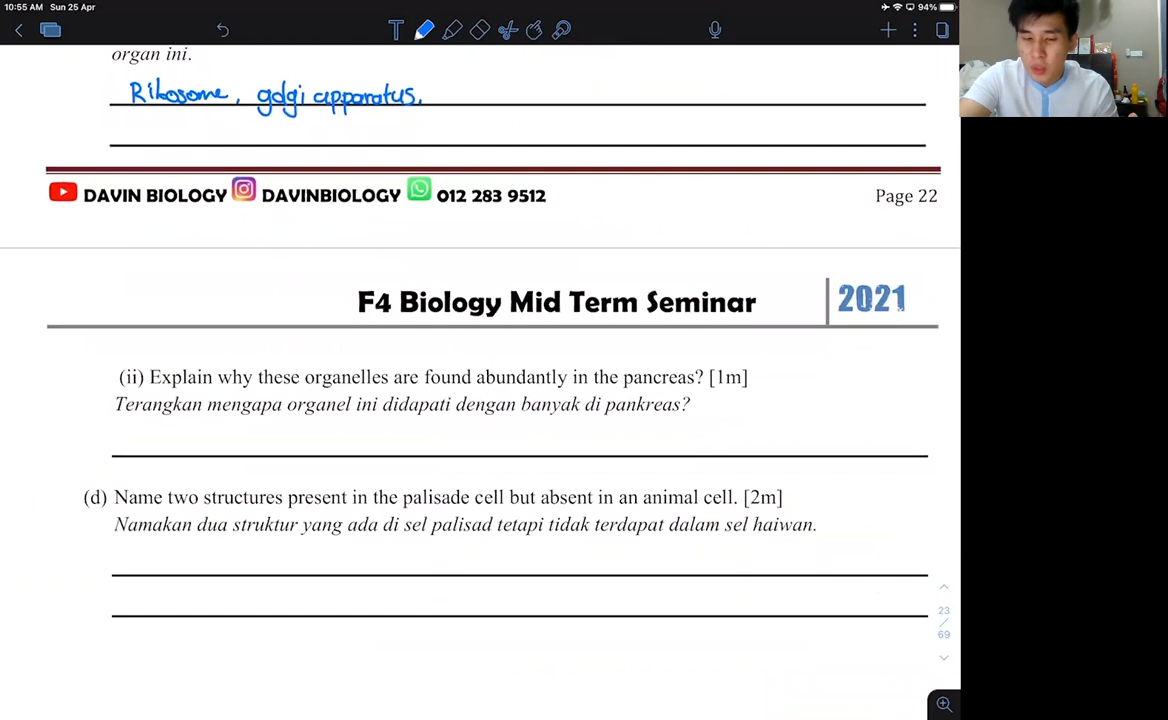 10:55 AM Sun 25 Apr
94%
T
organ ini.
Ribosome, golgi apparatus.
DAVIN BIOLOGY DAVINBIOLOGY 012 283 9512
Page 22
F4 Biology Mid Term Seminar 2021
(ii) Explain why these organelles are found abundantly in the pancreas? [1m]
Terangkan mengapa organel ini didapati dengan banyak di pankreas?
(d) Name two structures present in the palisade cell but absent in an animal cell. [2m]
Namakan dua struktur yang ada di sel palisad tetapi tidak terdapat dalam sel haiwan.
23
/
69